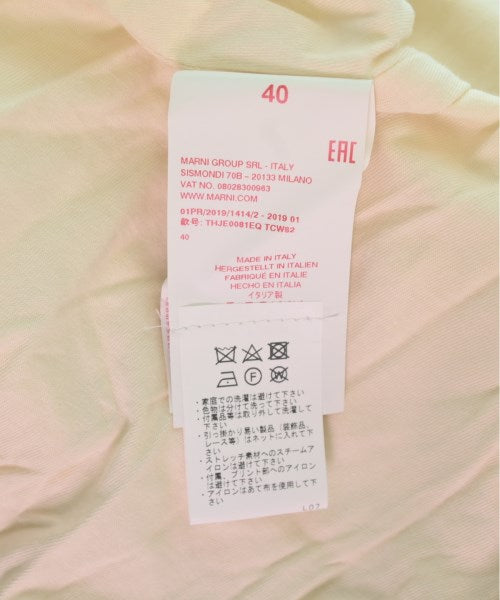 40
EAC
MARNI GROUP SRL - ITALY
SISMONDI 70B - 20133 MILANO
VAT NO. 08028300963
WWW.MARNI.COM
01PR/2019/1414/2 - 2019 01
款号: THJE0081EQ TCW82
40
MADE IN ITALY
HERGESTELLT IN ITALIEN
FABRIQUÉ EN ITALIE
HECHO EN ITALIA
イタリア製
F W
・家庭での洗濯は避けて下さい
・色物は分けて洗って下さい
・付属品等は取り外して洗濯して
下さい
・引っ掛かり易い製品（装飾品、
レース等）はネットに入れて下
さい
・ストレッチ素材へのスチームア
イロンは避けて下さい
・付属、プリント部へのアイロン
は避けて下さい
・アイロンはあて布を使用して下
さい
L07